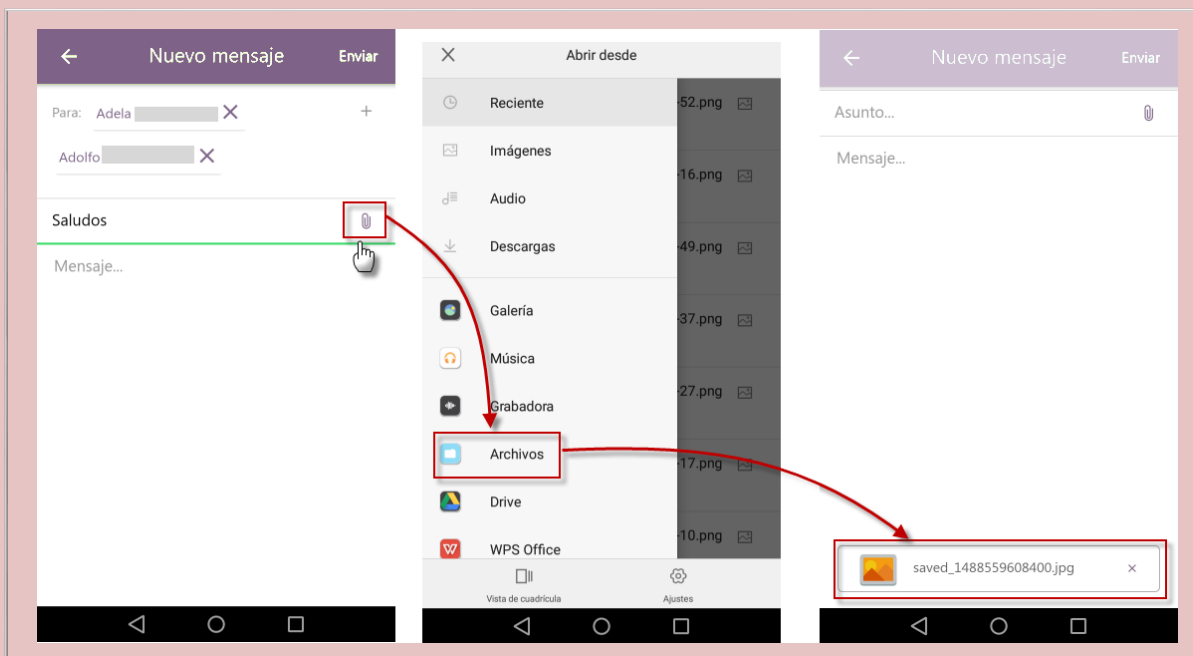 Nuevo mensaje Enviar
Para: Adela
Adolfo
Saludos
Mensaje...
Abrir desde
Reciente
-52.png
Imágenes
-16.png
Audio
Descargas
-49.png
Galería
-37.png
Música
-27.png
Grabadora
Archivos
-17.png
Drive
-10.png
WPS Office
Vista de cuadrícula Ajustes
Nuevo mensaje Enviar
Asunto...
Mensaje...
saved_1488559608400.jpg